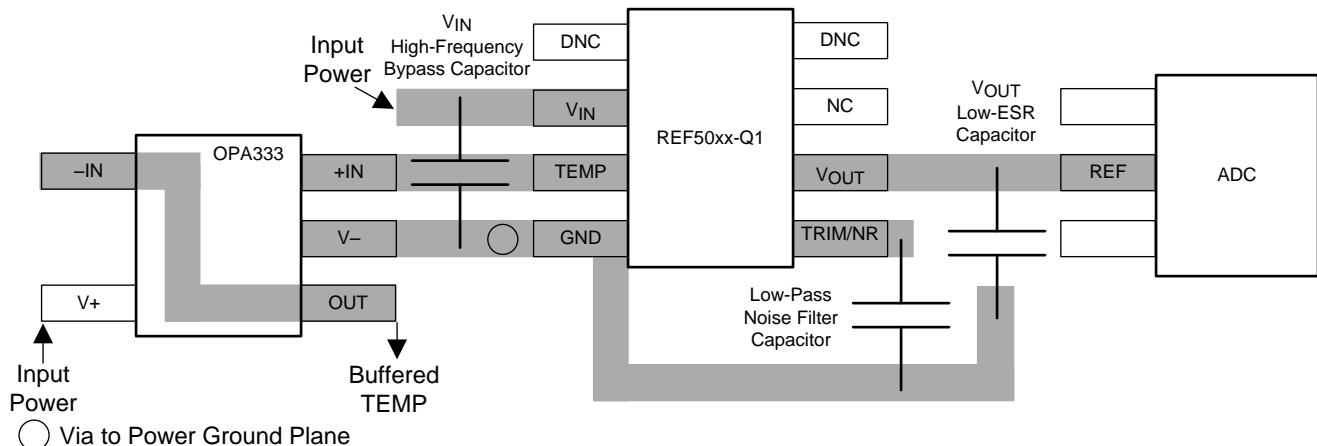 VIN
High-Frequency
Bypass Capacitor
Input
Power
DNC
DNC
VIN
NC
REF50xx-Q1
VOUT
Low-ESR
Capacitor
OPA333
–IN
+IN
TEMP
VOUT
REF
ADC
V–
GND
TRIM/NR
V+
OUT
Low-Pass
Noise Filter
Capacitor
Input
Power
Buffered
TEMP
Via to Power Ground Plane